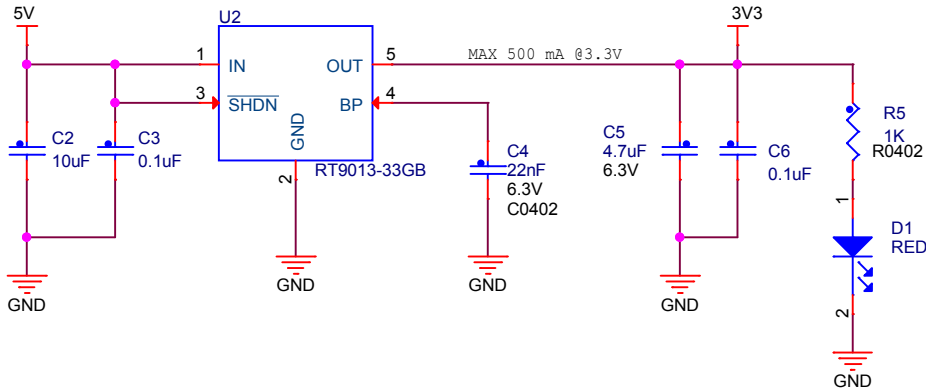 5V
U2
3V3
1
IN
OUT
5
MAX 500 mA @3.3V
3
SHDN
BP
4
GND
2
RT9013-33GB
C2
10uF
C3
0.1uF
C4
22nF
6.3V
C0402
C5
4.7uF
6.3V
C6
0.1uF
R5
1K
R0402
1
D1
RED
2
GND
GND
GND
GND
GND